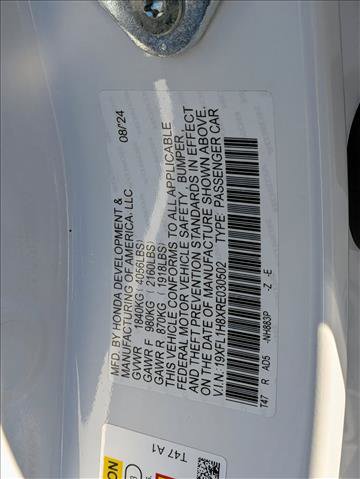 MFD BY HONDA DEVELOPMENT & 08/'24
MANUFACTURING OF AMERICA, LLC
GVWR 1840KG(4056LBS)
GAWR F 980KG (2160LBS)
GAWR R 870KG (1918LBS)
THIS VEHICLE CONFORMS TO ALL APPLICABLE
FEDERAL MOTOR VEHICLE SAFETY, BUMPER,
AND THEFT PREVENTION STANDARDS IN EFFECT
ON THE DATE OF MANUFACTURE SHOWN ABOVE.
V.I.N.: 19XFL1H8XRE030502 TYPE: PASSENGER CAR
T47 R AD5 -NH883P -Z -E
T47 A1